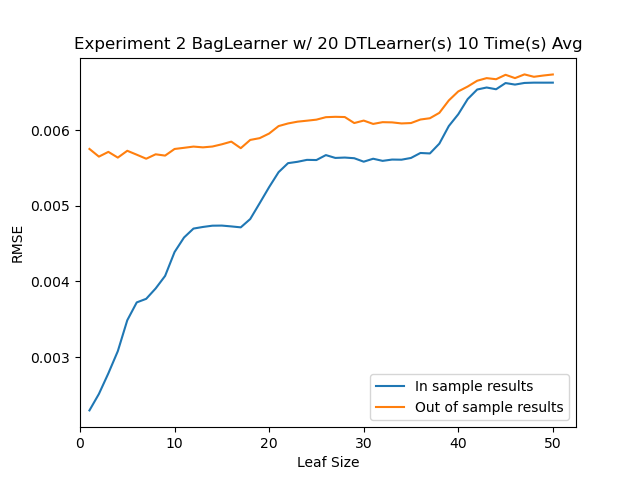 Experiment 2 BagLearner w/ 20 DTLearner(s) 10 Time(s) Avg
RMSE
0.006
0.005
0.004
0.003
In sample results
Out of sample results
0
10
20
30
40
50
Leaf Size